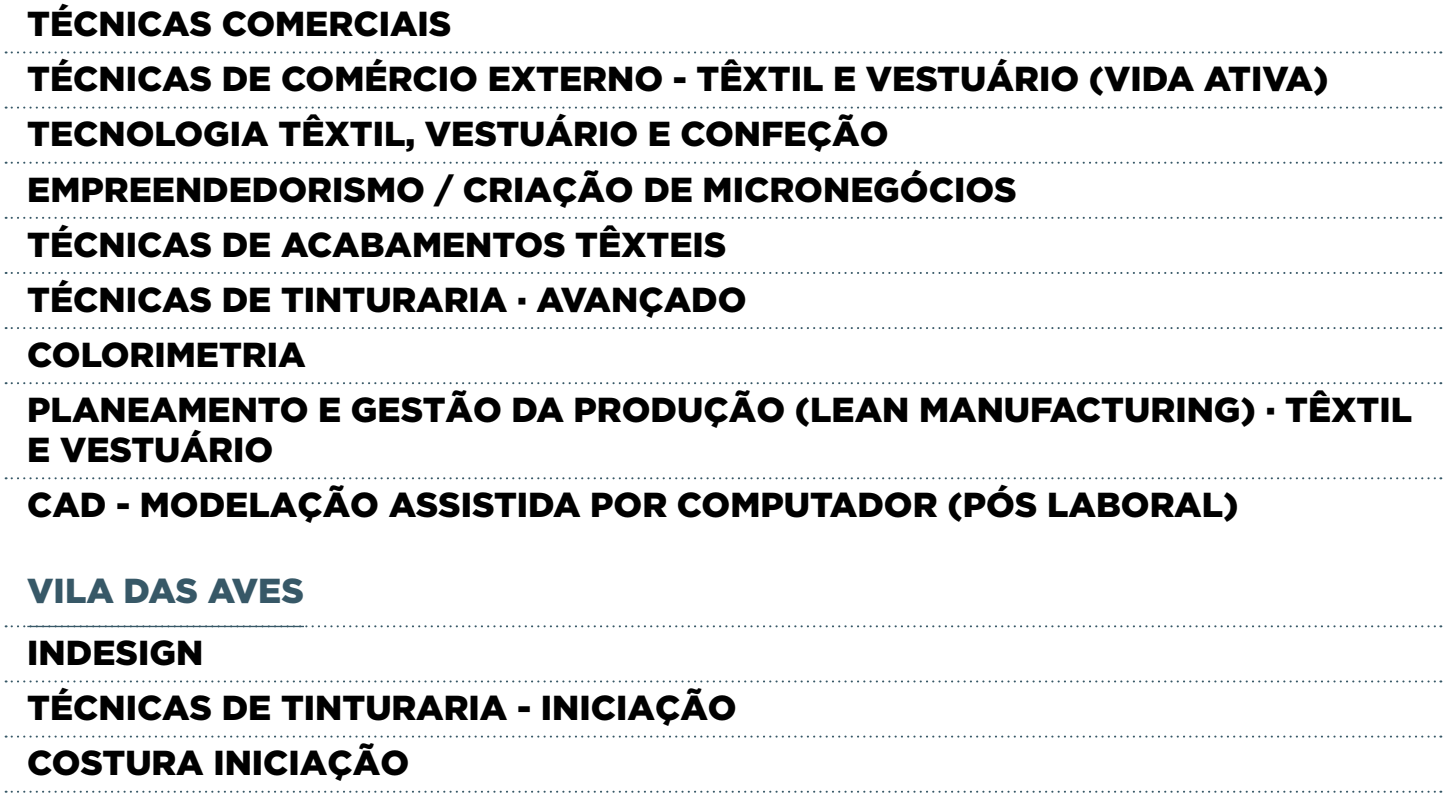 TÉCNICAS COMERCIAIS
TÉCNICAS DE COMÉRCIO EXTERNO - TÊXTIL E VESTUÁRIO (VIDA ATIVA)
TECNOLOGIA TÊXTIL, VESTUÁRIO E CONFEÇÃO
EMPREENDEDORISMO / CRIAÇÃO DE MICRONEGÓCIOS
TÉCNICAS DE ACABAMENTOS TÊXTEIS
TÉCNICAS DE TINTURARIA · AVANÇADO
COLORIMETRIA
PLANEAMENTO E GESTÃO DA PRODUÇÃO (LEAN MANUFACTURING) · TÊXTIL
E VESTUÁRIO
CAD - MODELAÇÃO ASSISTIDA POR COMPUTADOR (PÓS LABORAL)
VILA DAS AVES
INDESIGN
TÉCNICAS DE TINTURARIA - INICIAÇÃO
COSTURA INICIAÇÃO